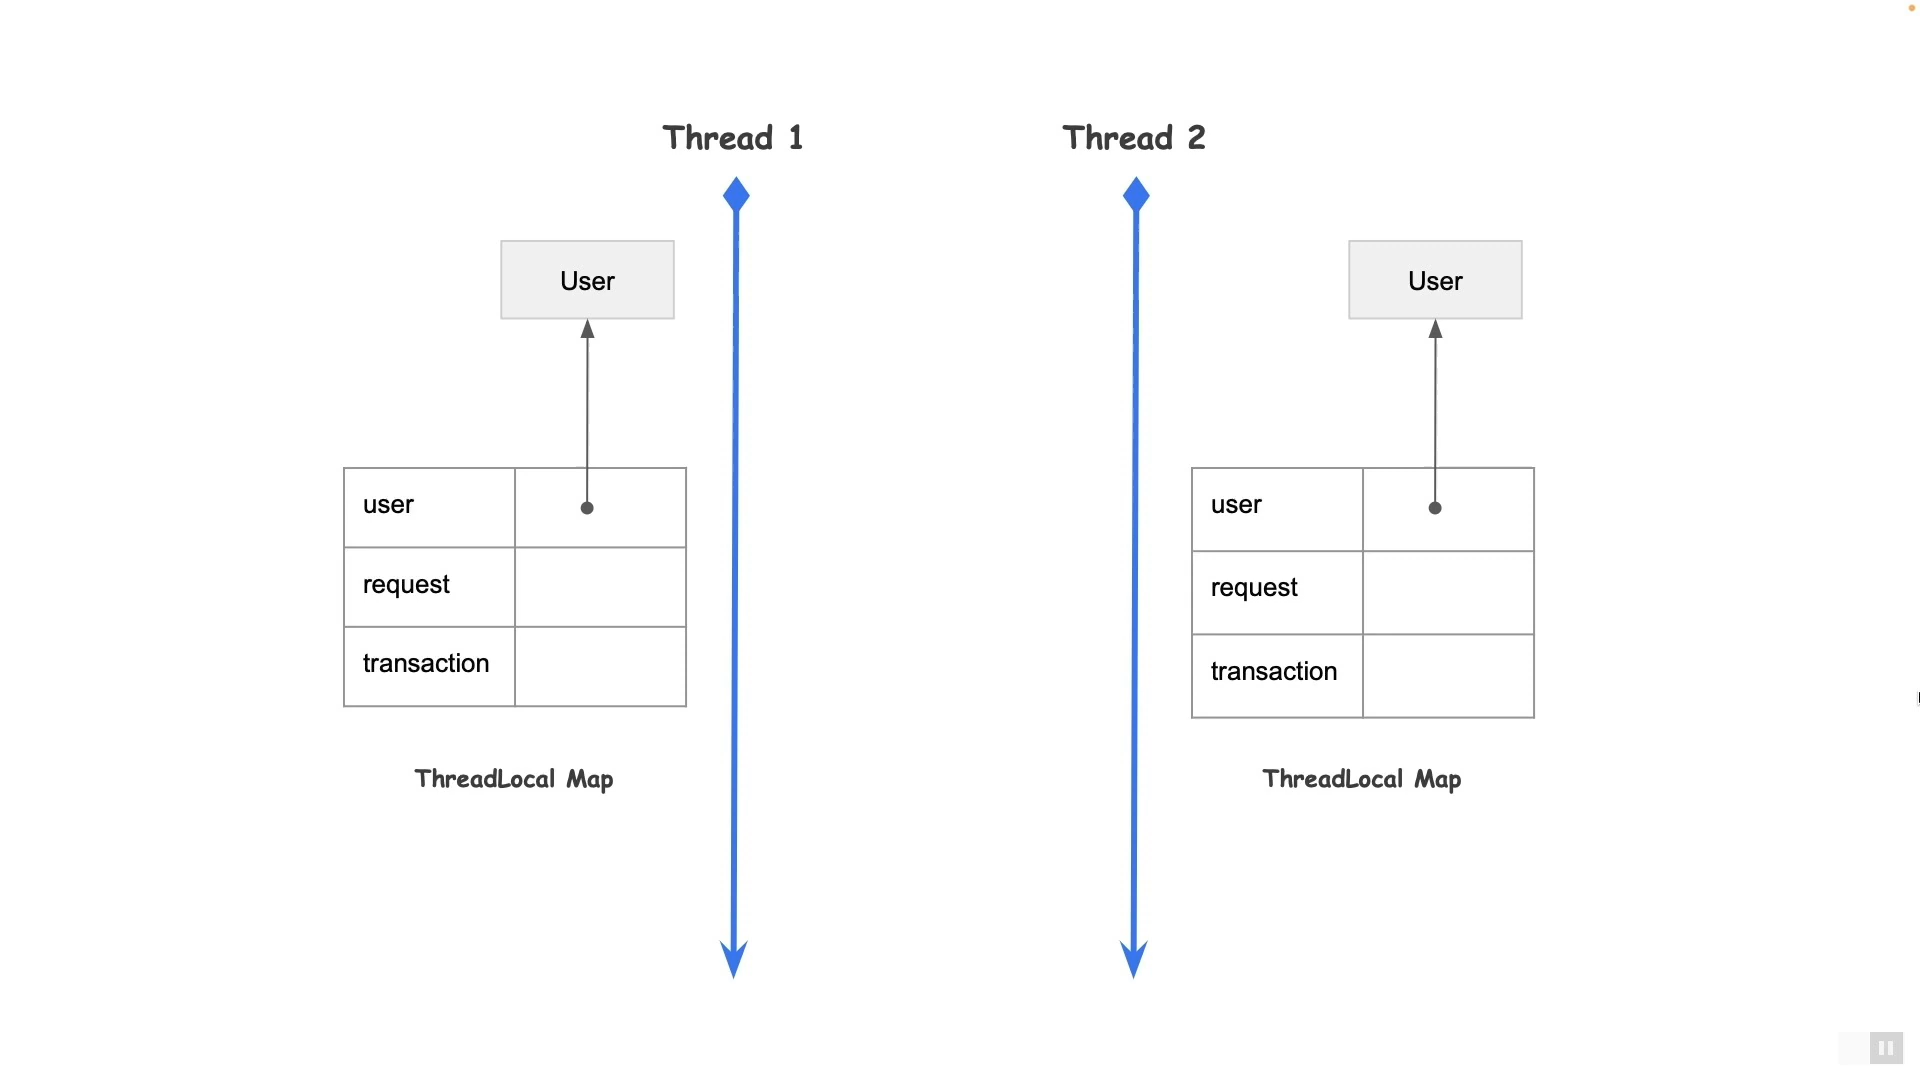 Thread 1
Thread 2
User
User
user
request
transaction
user
request
transaction
ThreadLocal Map
ThreadLocal Map